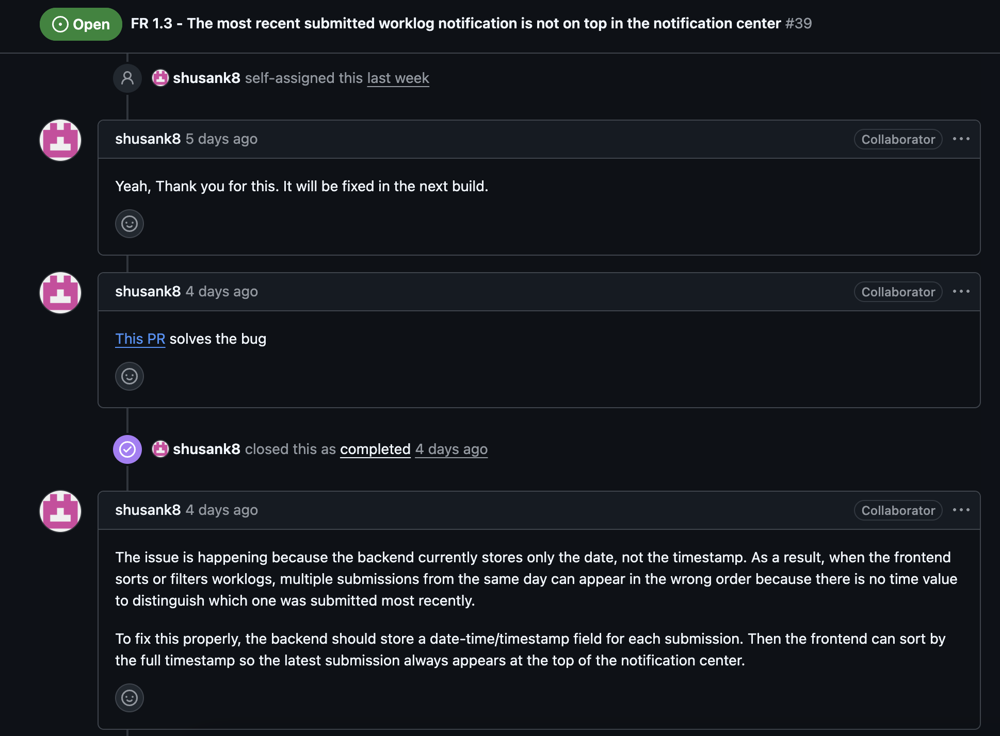 Open FR 1.3 - The most recent submitted worklog notification is not on top in the notification center #39
shusank8 self-assigned this last week
shusank8 5 days ago Collaborator
Yeah, Thank you for this. It will be fixed in the next build.
shusank8 4 days ago Collaborator
This PR solves the bug
shusank8 closed this as completed 4 days ago
shusank8 4 days ago Collaborator
The issue is happening because the backend currently stores only the date, not the timestamp. As a result, when the frontend
sorts or filters worklogs, multiple submissions from the same day can appear in the wrong order because there is no time value
to distinguish which one was submitted most recently.
To fix this properly, the backend should store a date-time/timestamp field for each submission. Then the frontend can sort by
the full timestamp so the latest submission always appears at the top of the notification center.